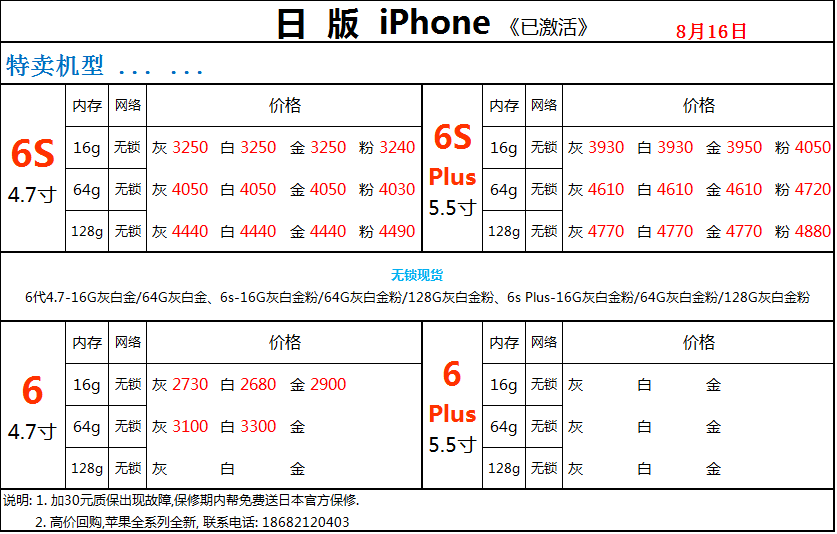 日 版 iPhone 《已激活》 8月16日
特卖机型 ... ...
内存 网络 价格 内存 网络 价格
6S 4.7寸 16g 无锁 灰 3250 白 3250 金 3250 粉 3240 6S Plus 5.5寸 16g 无锁 灰 3930 白 3930 金 3950 粉 4050
64g 无锁 灰 4050 白 4050 金 4050 粉 4030 64g 无锁 灰 4610 白 4610 金 4610 粉 4720
128g 无锁 灰 4440 白 4440 金 4440 粉 4490 128g 无锁 灰 4770 白 4770 金 4770 粉 4880
无锁现货
6代4.7-16G灰白金/64G灰白金、6s-16G灰白金粉/64G灰白金粉/128G灰白金粉、6s Plus-16G灰白金粉/64G灰白金粉/128G灰白金粉
内存 网络 价格 内存 网络 价格
6 4.7寸 16g 无锁 灰 2730 白 2680 金 2900 6 Plus 5.5寸 16g 无锁 灰 白 金
64g 无锁 灰 3100 白 3300 金 64g 无锁 灰 白 金
128g 无锁 灰 白 金 128g 无锁 灰 白 金
说明: 1. 加30元质保出现故障,保修期内帮免费送日本官方保修.
2. 高价回购,苹果全系列全新, 联系电话: 18682120403